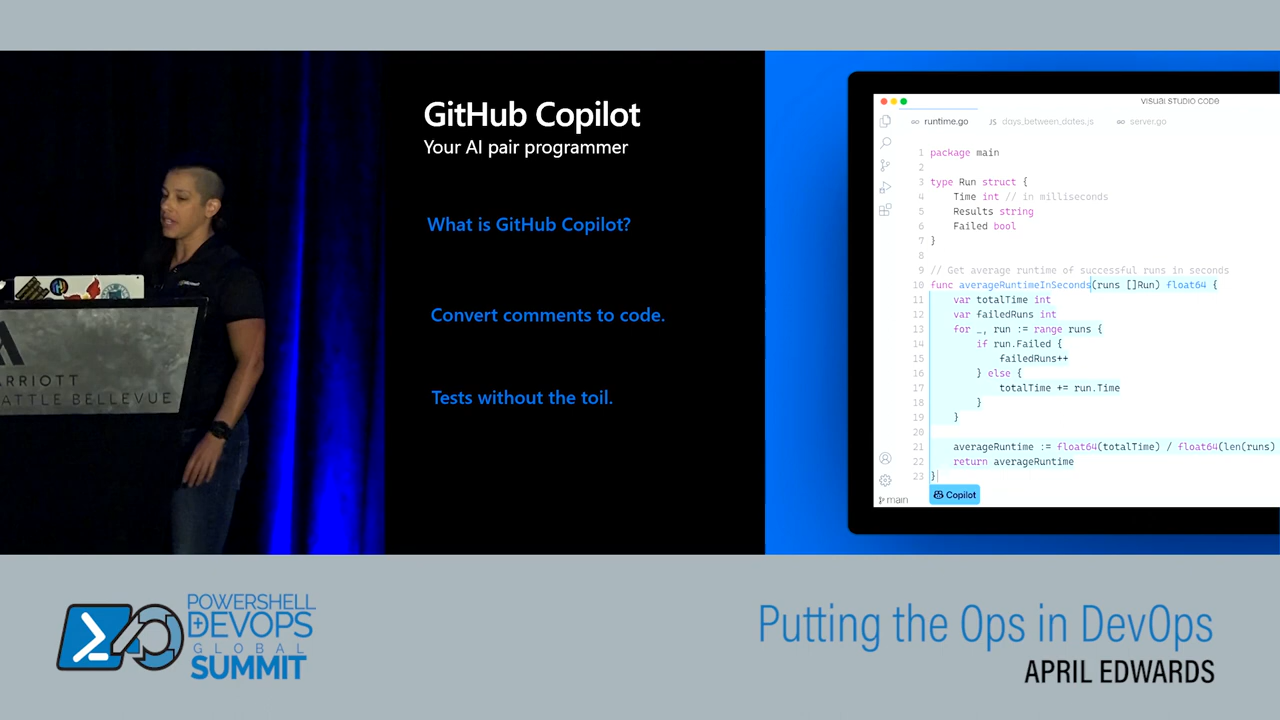 GitHub Copilot
Your AI pair programmer
What is GitHub Copilot?
Convert comments to code.
Tests without the toil.
VISUAL STUDIO CODE
runtime.go
JS days_between_dates.js
server.go
1 package main
2
3 type Run struct {
4 Time int // in milliseconds
5 Results string
6 Failed bool
7 }
8
9 // Get average runtime of successful runs in seconds
10 func averageRuntimeInSeconds(runs []Run) float64 {
11 var totalTime int
12 var failedRuns int
13 for _, run := range runs {
14 if run.Failed {
15 failedRuns++
16 } else {
17 totalTime += run.Time
18 }
19 }
20
21 averageRuntime := float64(totalTime) / float64(len(runs)
22 return averageRuntime
23 }
main
Copilot
ARRIOTT
ATTLE BELLEVUE
POWERSHELL
+DEVOPS
GLOBAL
SUMMIT
Putting the Ops in DevOps
APRIL EDWARDS